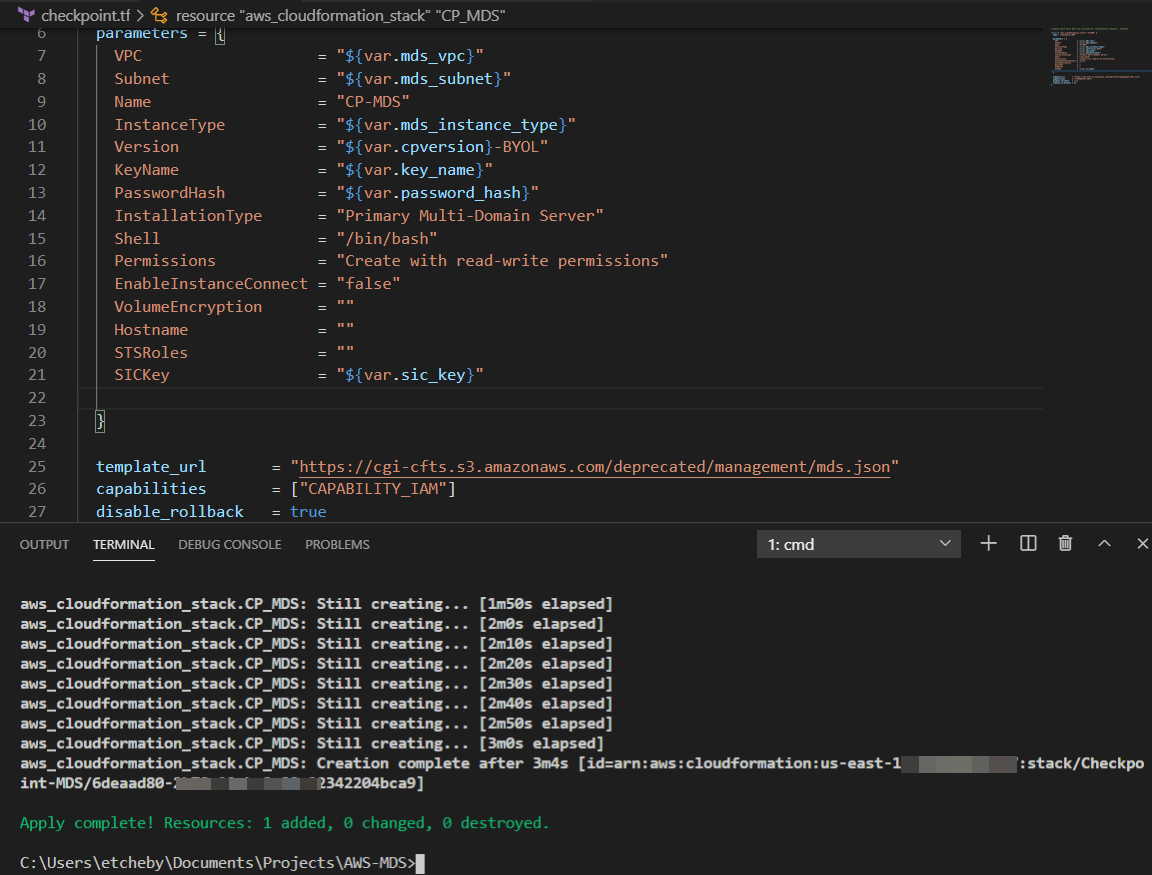 checkpoint.tf > resource "aws_cloudformation_stack" "CP_MDS"
6 parameters = {
7 VPC = "${var.mds_vpc}"
8 Subnet = "${var.mds_subnet}"
9 Name = "CP-MDS"
10 InstanceType = "${var.mds_instance_type}"
11 Version = "${var.cpversion}-BYOL"
12 KeyName = "${var.key_name}"
13 PasswordHash = "${var.password_hash}"
14 InstallationType = "Primary Multi-Domain Server"
15 Shell = "/bin/bash"
16 Permissions = "Create with read-write permissions"
17 EnableInstanceConnect = "false"
18 VolumeEncryption = ""
19 Hostname = ""
20 STSRoles = ""
21 SICKey = "${var.sic_key}"
22
23 }
24
25 template_url = "https://cgi-cfts.s3.amazonaws.com/deprecated/management/mds.json"
26 capabilities = ["CAPABILITY_IAM"]
27 disable_rollback = true
OUTPUT TERMINAL DEBUG CONSOLE PROBLEMS 1: cmd
aws_cloudformation_stack.CP_MDS: Still creating... [1m50s elapsed]
aws_cloudformation_stack.CP_MDS: Still creating... [2m0s elapsed]
aws_cloudformation_stack.CP_MDS: Still creating... [2m10s elapsed]
aws_cloudformation_stack.CP_MDS: Still creating... [2m20s elapsed]
aws_cloudformation_stack.CP_MDS: Still creating... [2m30s elapsed]
aws_cloudformation_stack.CP_MDS: Still creating... [2m40s elapsed]
aws_cloudformation_stack.CP_MDS: Still creating... [2m50s elapsed]
aws_cloudformation_stack.CP_MDS: Still creating... [3m0s elapsed]
aws_cloudformation_stack.CP_MDS: Creation complete after 3m4s [id=arn:aws:cloudformation:us-east-1 :stack/Checkpo
int-MDS/6deaad80- 2342204bca9]
Apply complete! Resources: 1 added, 0 changed, 0 destroyed.
C:\Users\etcheby\Documents\Projects\AWS-MDS>